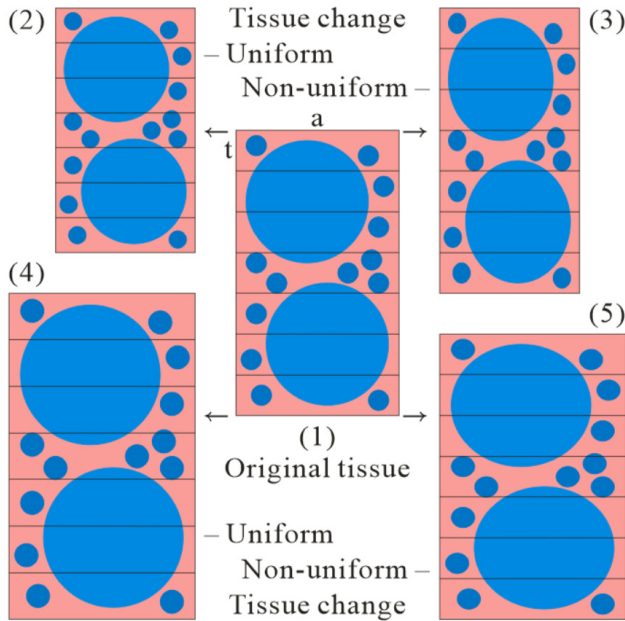 (2)
Tissue change
(3)
– Uniform
Non-uniform –
a
t
(4)
(5)
(1)
Original tissue
– Uniform
Non-uniform –
Tissue change